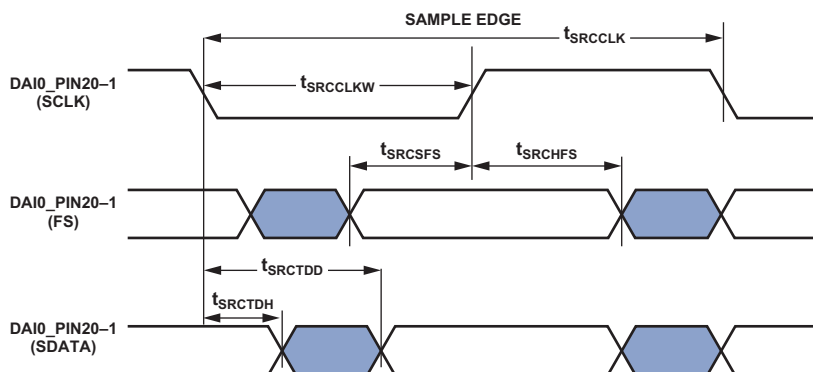 SAMPLE EDGE
tSRCCLK
DAI0_PIN20–1
(SCLK)
tSRCCLKW
tSRCSFS
tSRCHFS
DAI0_PIN20–1
(FS)
tSRCTDD
tSRCTDH
DAI0_PIN20–1
(SDATA)